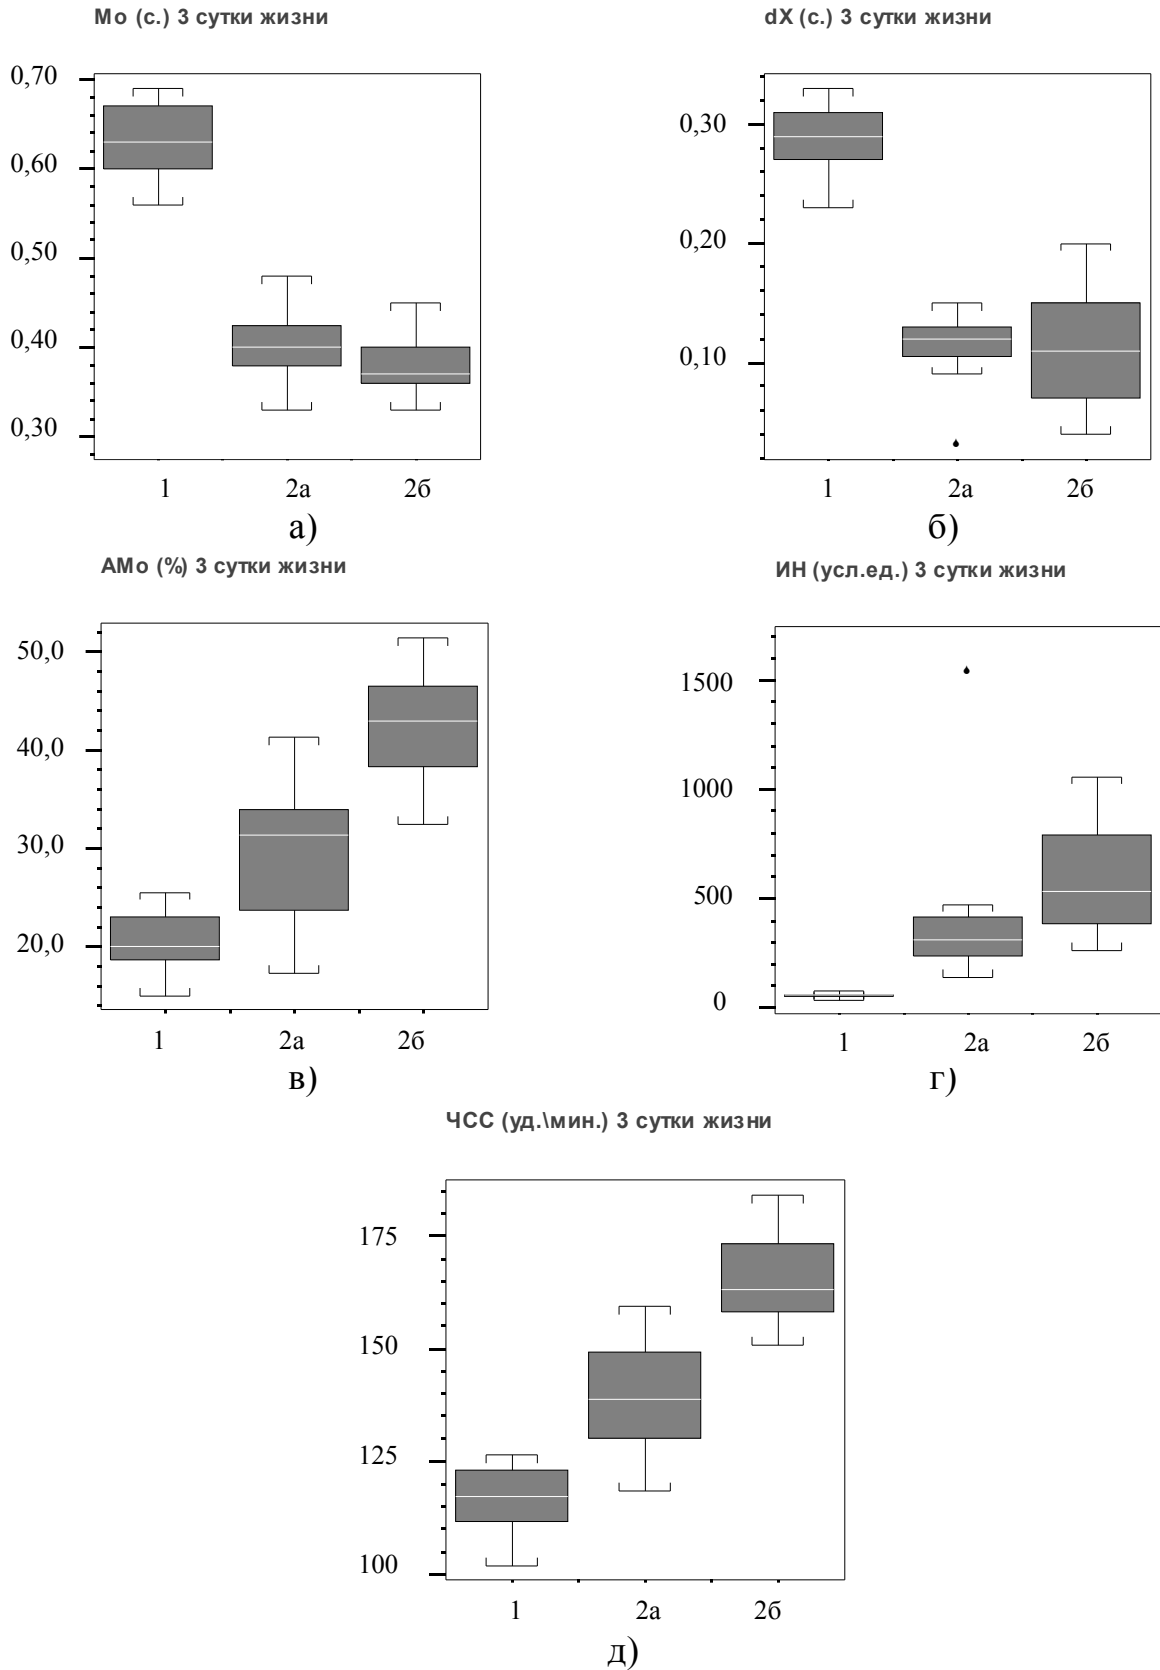 Mo (с.) 3 сутки жизни
dX (с.) 3 сутки жизни
0,70
0,60
0,50
0,40
0,30
1 2а 2б
а)
0,30
0,20
0,10
1 2а 2б
б)
АМо (%) 3 сутки жизни
ИН (усл.ед.) 3 сутки жизни
50,0
40,0
30,0
20,0
1 2а 2б
в)
1500
1000
500
0
1 2а 2б
г)
ЧСС (уд.\мин.) 3 сутки жизни
175
150
125
100
1 2а 2б
д)